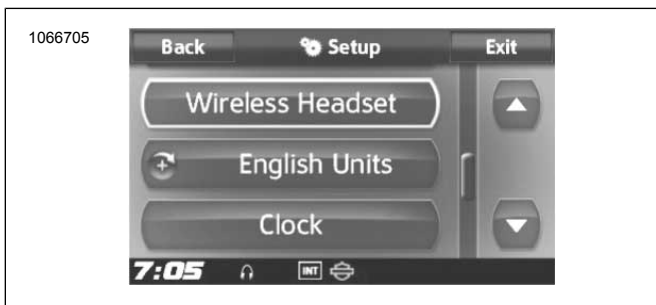 1066705
Back Setup Exit
Wireless Headset
English Units
Clock
7:05 INT